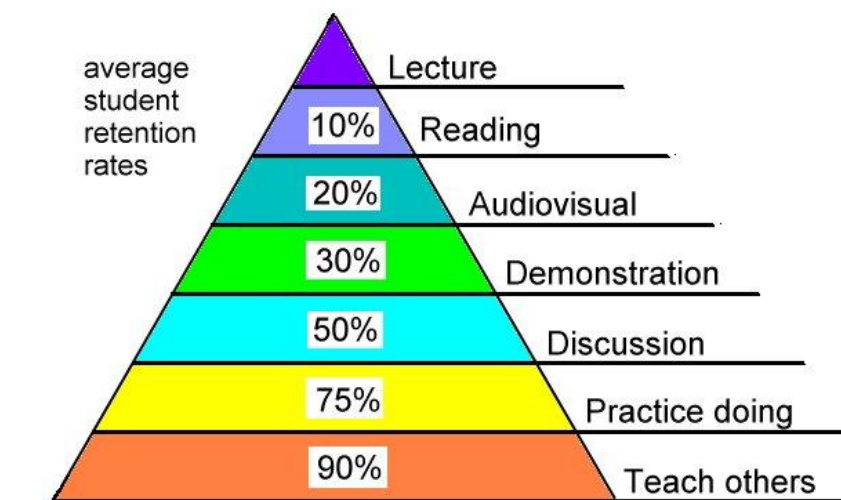 average
student
retention
rates
Lecture
10% Reading
20% Audiovisual
30% Demonstration
50% Discussion
75% Practice doing
90% Teach others